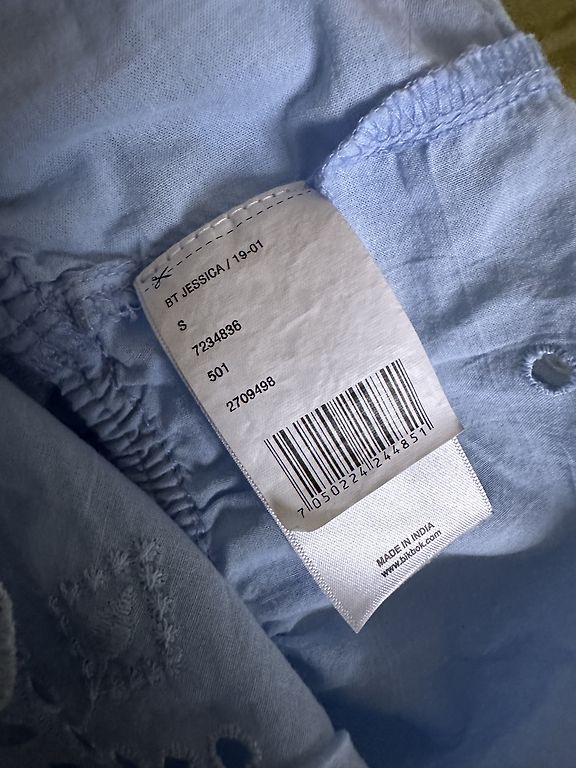 BT JESSICA / 19-01
S
7234836
501
2709498
7 050224 244851
MADE IN INDIA
www.bikbok.com